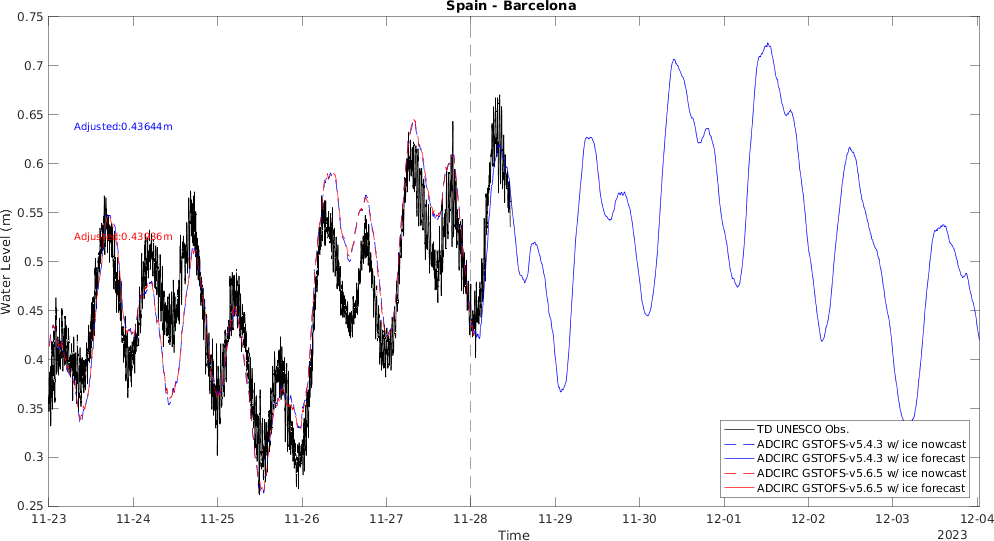 Spain - Barcelona
0.75
0.7
0.65
0.6
0.55
0.5
0.45
0.4
0.35
0.3
0.25
Water Level (m)
Adjusted:0.43644m
TD UNESCO Obs.
ADCIRC GSTOFS-v5.4.3 w/ ice nowcast
ADCIRC GSTOFS-v5.4.3 w/ ice forecast
ADCIRC GSTOFS-v5.6.5 w/ ice nowcast
ADCIRC GSTOFS-v5.6.5 w/ ice forecast
11-23 11-24 11-25 11-26 11-27 11-28 11-29 11-30 12-01 12-02 12-03 12-04
Time
2023